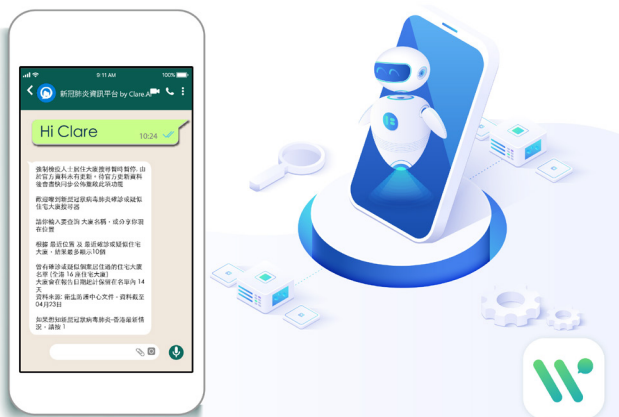 9:11 AM
100%
新冠肺炎資訊平台 by Clare.AI
Hi Clare
10:24
強制檢疫人士居住大廈搜尋暫時暫停, 由
於官方資料未有更新，待官方更新資料
後會盡快同步公佈重啟此項功能
歡迎嚟到新型冠狀病毒肺炎確診或疑似
住宅大廈搜尋器
請你輸入要查詢 大廈名稱，或分享你現
在位置
根據 最近位置 及 最近確診或疑似住宅
大廈，結果最多顯示10個
曾有確診或疑似個案居住過的住宅大廈
名單 (全港 16 座住宅大廈)
大廈會在報告日期起計保留在名單內 14
天
資料來源: 衞生防護中心文件，資料截至
04月23日
如果想知新型冠狀病毒肺炎-香港最新情
況，請按 1